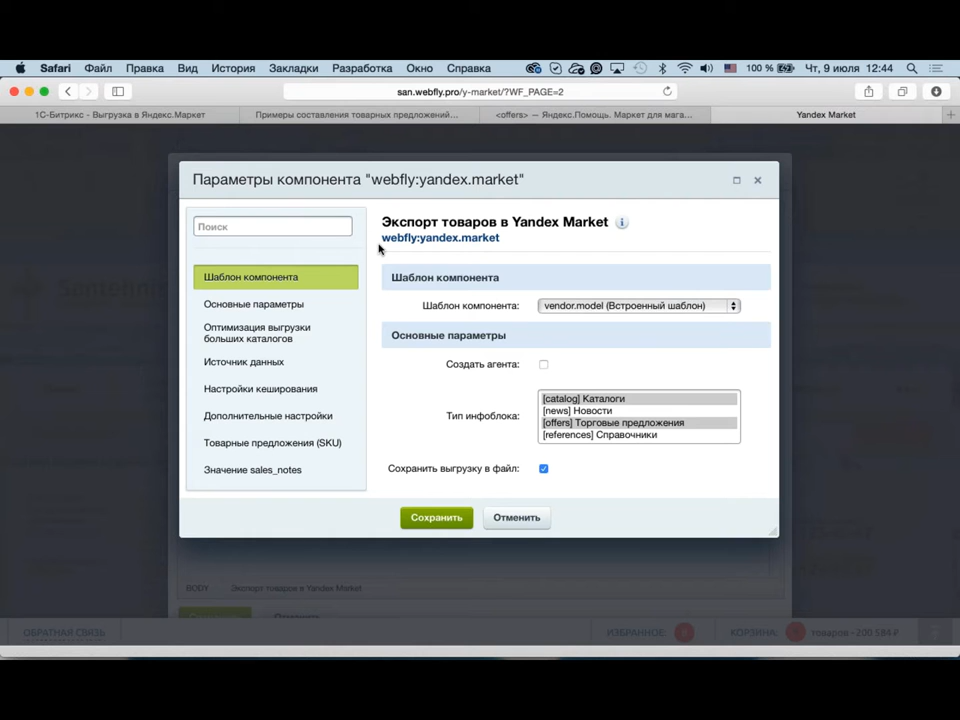 Safari Файл Правка Вид История Закладки Разработка Окно Справка 100 % Чт, 9 июля 12:44
san.webfly.pro/y-market/?WF_PAGE=2
1С-Битрикс - Выгрузка в Яндекс.Маркет Примеры составления товарных предложений… <offers> — Яндекс.Помощь. Маркет для мага… Yandex Market
Параметры компонента "webfly:yandex.market"
Поиск
Шаблон компонента
Основные параметры
Оптимизация выгрузки
больших каталогов
Источник данных
Настройки кеширования
Дополнительные настройки
Товарные предложения (SKU)
Значение sales_notes
Экспорт товаров в Yandex Market
webfly:yandex.market
Шаблон компонента
Шаблон компонента: vendor.model (Встроенный шаблон)
Основные параметры
Создать агента:
Тип инфоблока:
[catalog] Каталоги
[news] Новости
[offers] Торговые предложения
[references] Справочники
Сохранить выгрузку в файл:
Сохранить Отменить
BODY Экспорт товаров в Yandex Market
ОБРАТНАЯ СВЯЗЬ ИЗБРАННОЕ: КОРЗИНА: товаров - 200 584 ₽